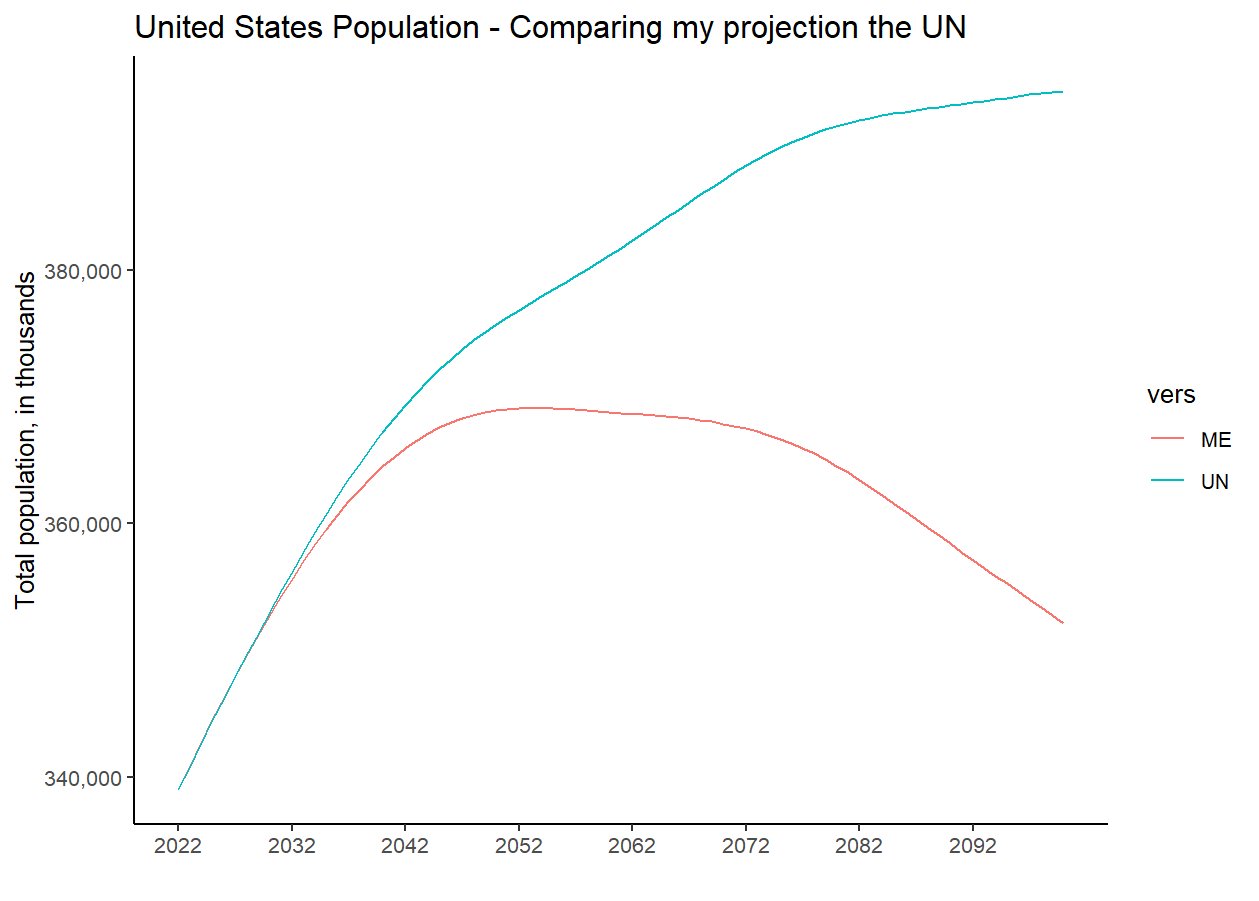 United States Population - Comparing my projection the UN
Total population, in thousands
380,000
360,000
340,000
2022 2032 2042 2052 2062 2072 2082 2092
vers
ME
UN